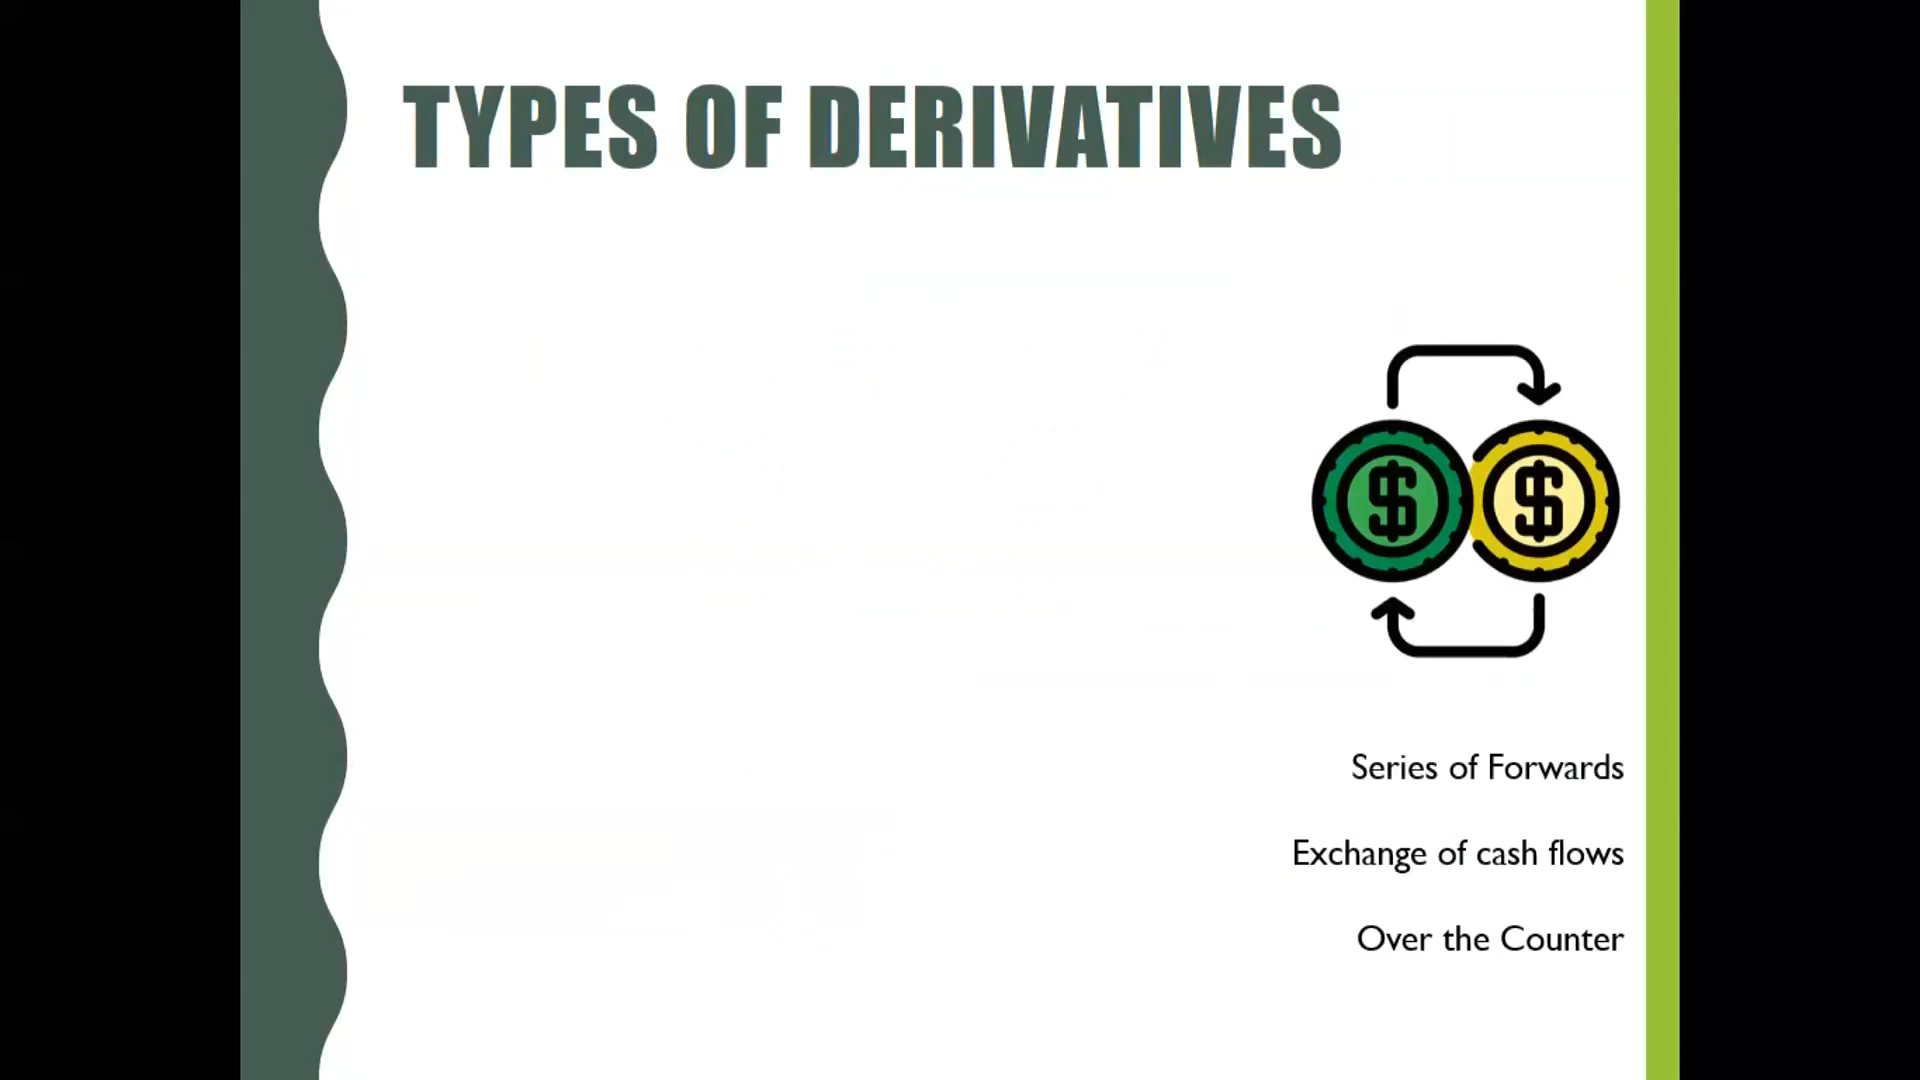 TYPES OF DERIVATIVES
$ $
Series of Forwards
Exchange of cash flows
Over the Counter